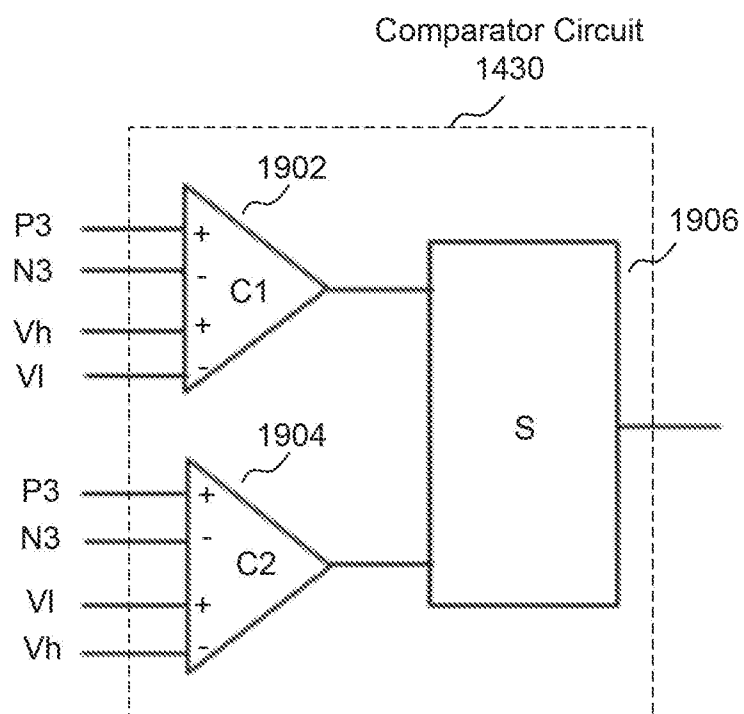 Comparator Circuit
1430
1902
P3
+
N3
-
C1
Vh
+
Vl
-
1906
S
1904
P3
+
N3
-
C2
Vl
+
Vh
-